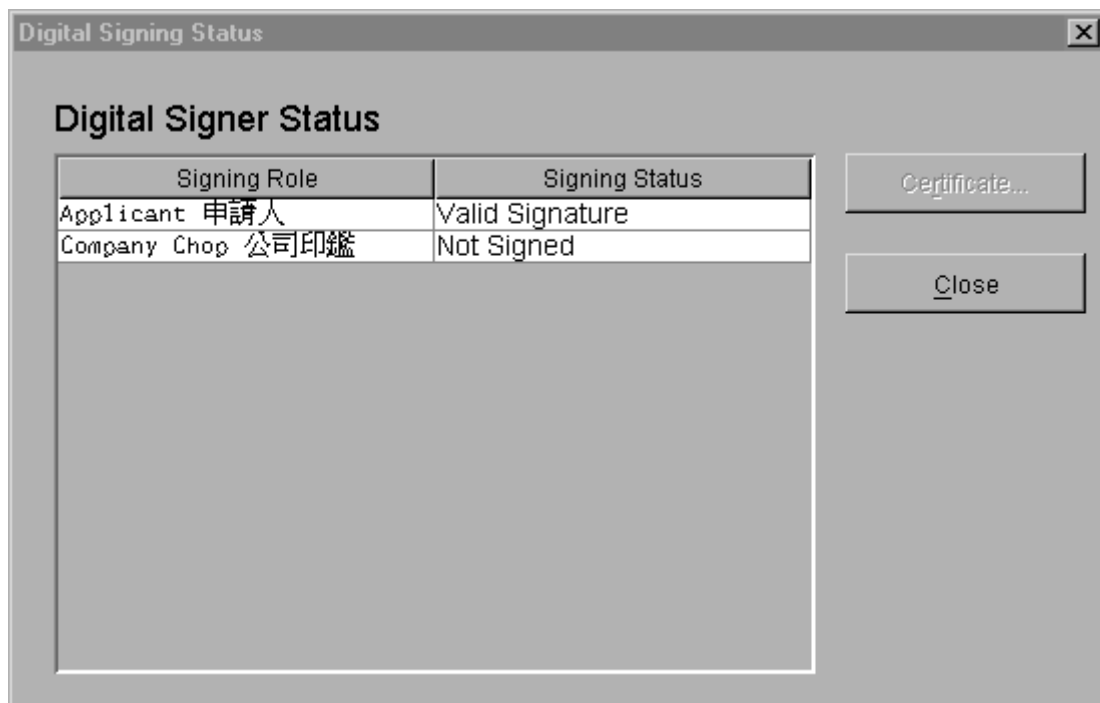 Digital Signing Status
Digital Signer Status
Signing Role Signing Status
Applicant 申請人 Valid Signature
Company Chop 公司印鑑 Not Signed
Certificate...
Close